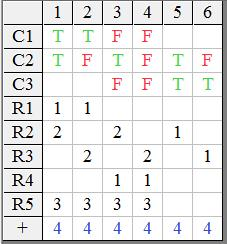 1 2 3 4 5 6
C1 T T F F
C2 T F T F T F
C3 F F T T
R1 1 1
R2 2 2 1
R3 2 2 1
R4 1 1
R5 3 3 3 3
+ 4 4 4 4 4 4